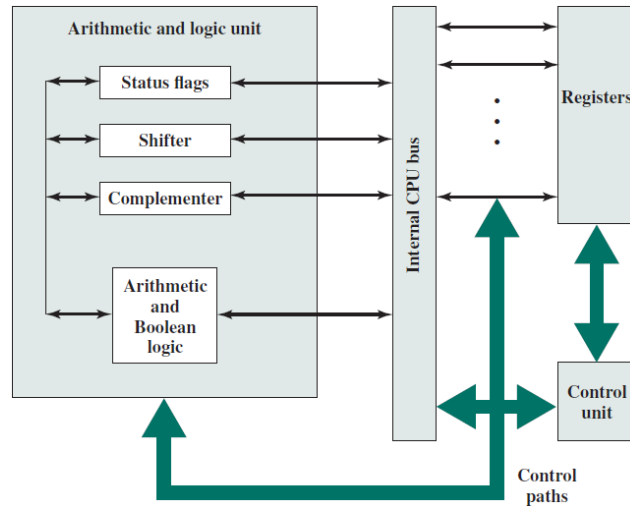 Arithmetic and logic unit
Status flags
Shifter
Complementer
Arithmetic
and
Boolean
logic
Internal CPU bus
Registers
Control
unit
Control
paths